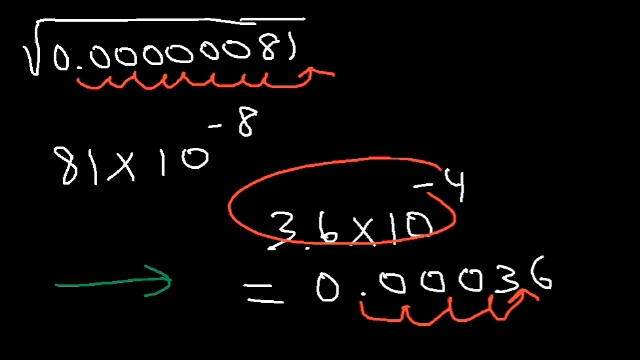 √0.00000081
81 × 10⁻⁸
3.6 × 10⁻⁴
= 0.00036